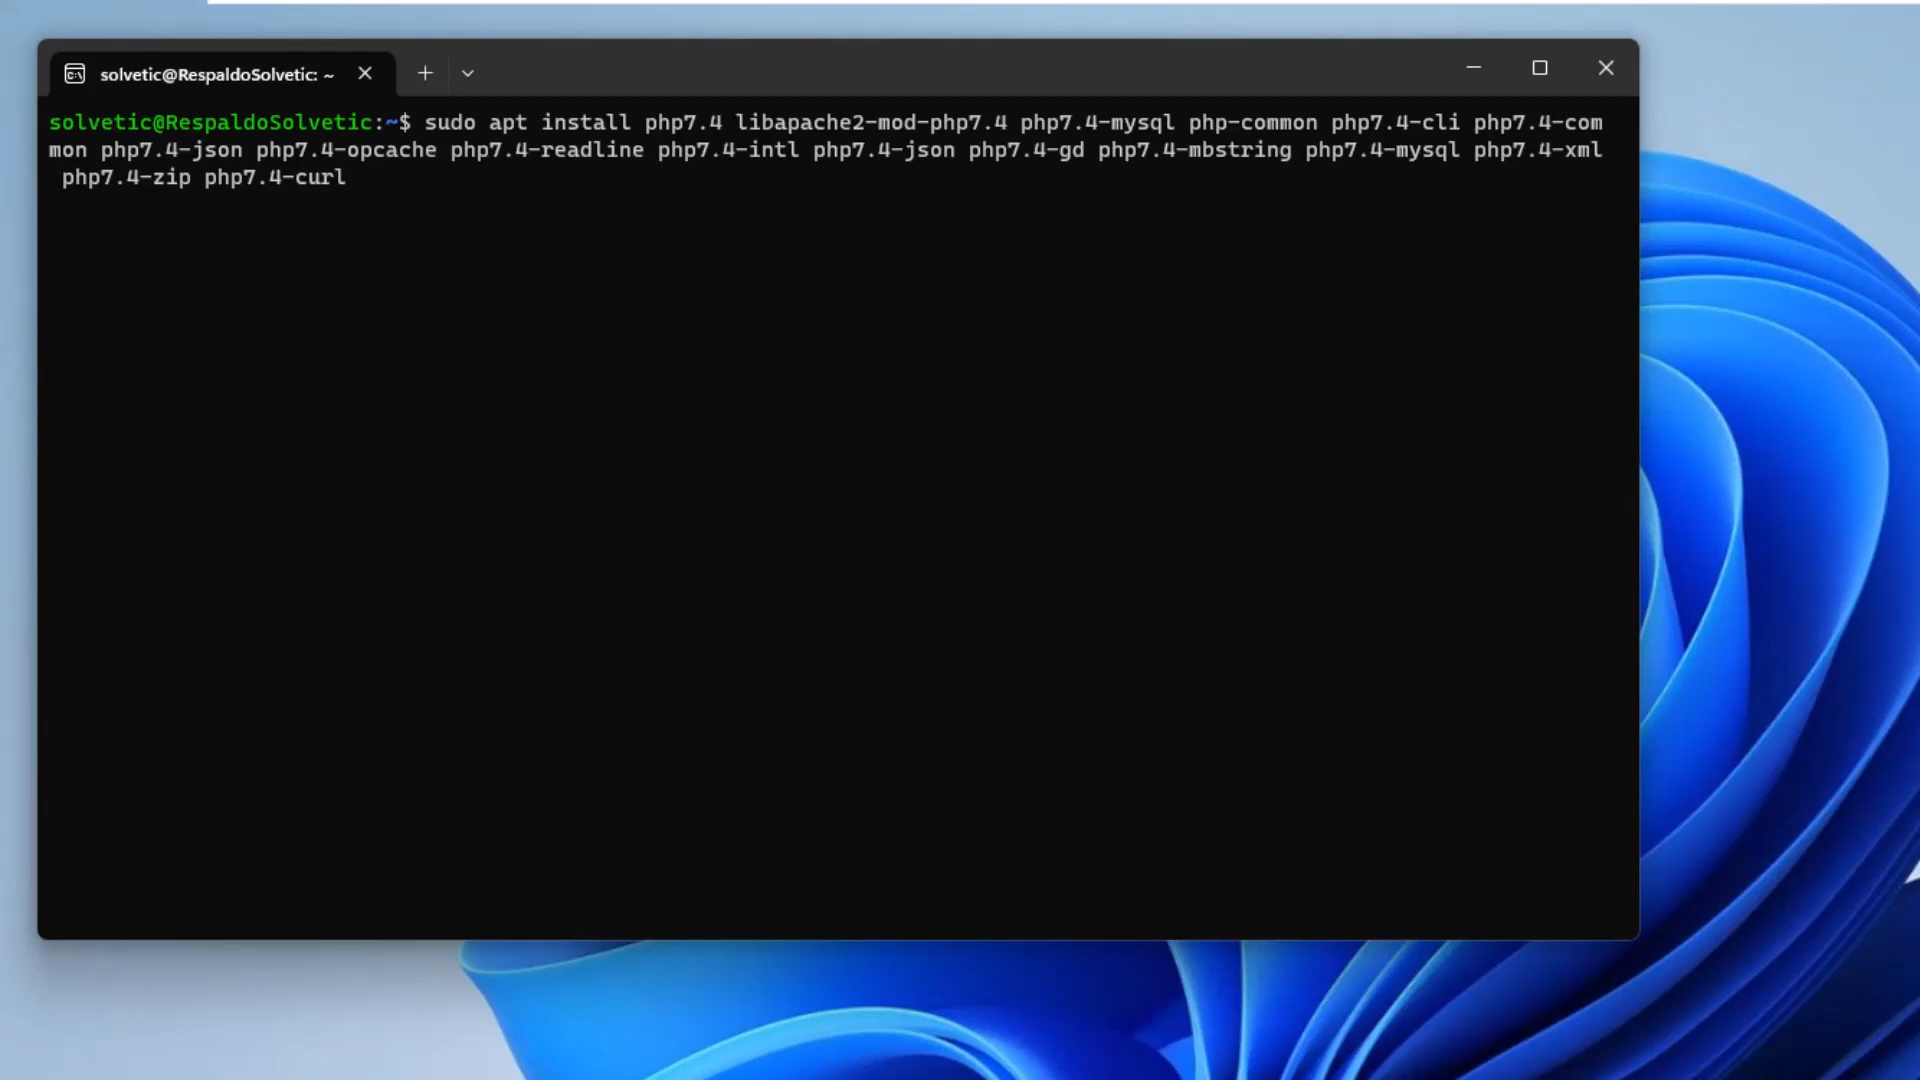 solvetic@RespaldoSolvetic: ~
solvetic@RespaldoSolvetic:~$ sudo apt install php7.4 libapache2-mod-php7.4 php7.4-mysql php-common php7.4-cli php7.4-com
mon php7.4-json php7.4-opcache php7.4-readline php7.4-intl php7.4-json php7.4-gd php7.4-mbstring php7.4-mysql php7.4-xml
php7.4-zip php7.4-curl